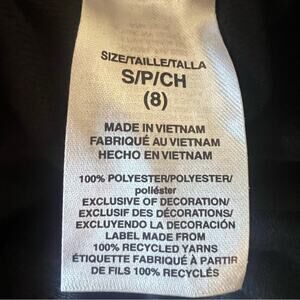 SIZE/TAILLE/TALLA
S/P/CH
(8)
MADE IN VIETNAM
FABRIQUÉ AU VIETNAM
HECHO EN VIETNAM
100% POLYESTER/POLYESTER/
poliéster
EXCLUSIVE OF DECORATION/
EXCLUSIF DES DÉCORATIONS/
EXCLUYENDO LA DECORACIÓN
LABEL MADE FROM
100% RECYCLED YARNS
ÉTIQUETTE FABRIQUÉ À PARTIR
DE FILS 100% RECYCLÉS